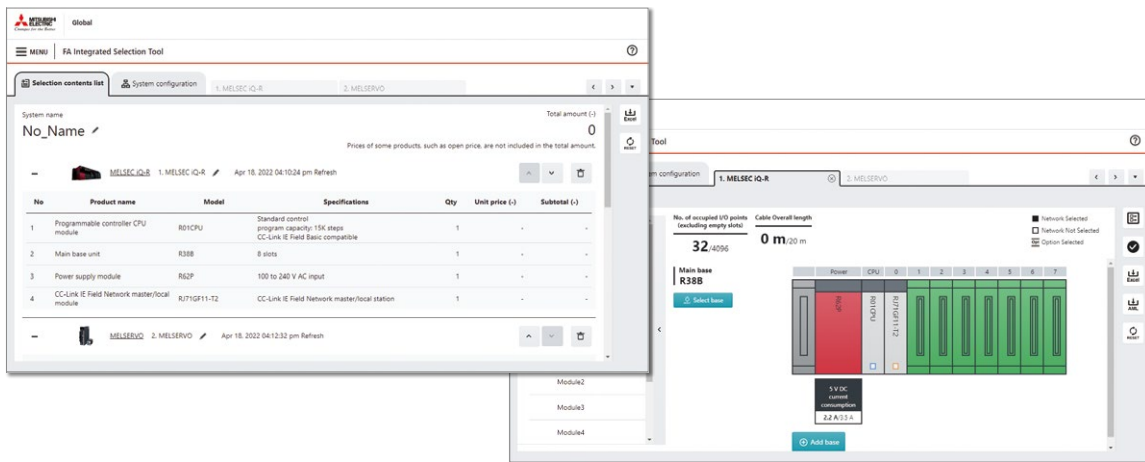 MITSUBISHI
ELECTRIC
Changes for the Better
Global
MENU
FA Integrated Selection Tool
Selection contents list
System configuration
1. MELSEC iQ-R
2. MELSERVO
System name
Total amount (-)
No_Name
0
Prices of some products, such as open price, are not included in the total amount.
Excel
RESET
MELSEC iQ-R 1. MELSEC iQ-R Apr 18, 2022 04:10:24 pm Refresh
No Product name Model Specifications Qty Unit price (-) Subtotal (-)
1 Programmable controller CPU module R01CPU Standard control
program capacity: 15K steps
CC-Link IE Field Basic compatible 1 - -
2 Main base unit R38B 8 slots 1 - -
3 Power supply module R62P 100 to 240 V AC input 1 - -
4 CC-Link IE Field Network master/local module RJ71GF11-T2 CC-Link IE Field Network master/local station 1 - -
MELSERVO 2. MELSERVO Apr 18, 2022 04:12:32 pm Refresh
Tool
em configuration
1. MELSEC iQ-R
2. MELSERVO
No. of occupied I/O points
(excluding empty slots)
32/4096
Cable Overall length
0 m/20 m
Network Selected
Network Not Selected
Option Selected
Main base
R38B
Select base
Power CPU 0 1 2 3 4 5 6 7
R62P
R01CPU
RJ71GF11-T2
5 V DC
current
consumption
2.2 A/3.5 A
Add base
Module2
Module3
Module4
Excel
AML
RESET